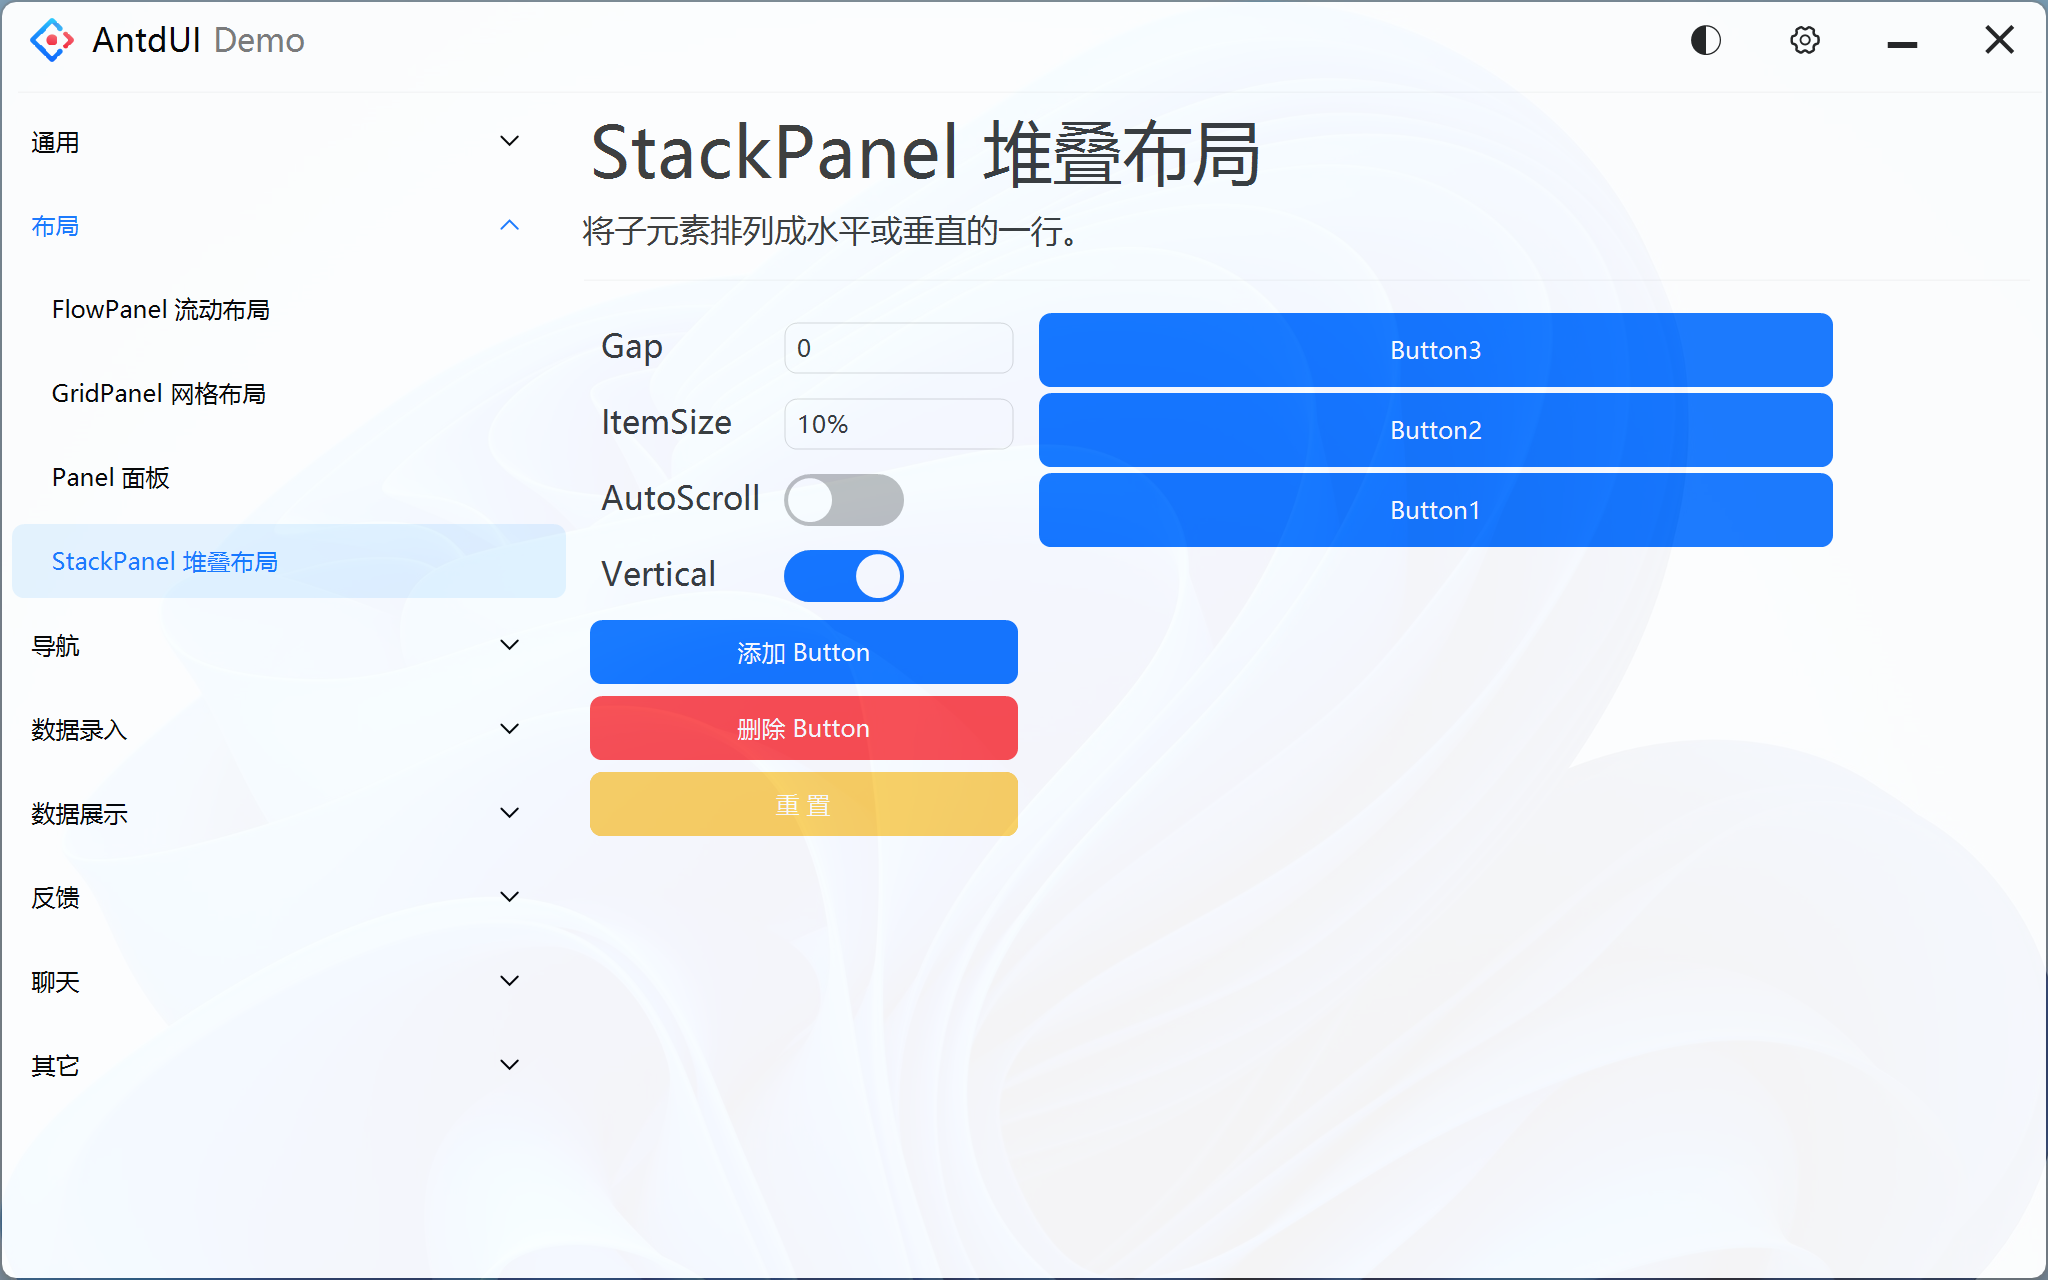 AntdUI Demo
通用
布局
FlowPanel 流动布局
GridPanel 网格布局
Panel 面板
StackPanel 堆叠布局
导航
数据录入
数据展示
反馈
聊天
其它
StackPanel 堆叠布局
将子元素排列成水平或垂直的一行。
Gap
0
ItemSize
10%
AutoScroll
Vertical
添加 Button
删除 Button
重 置
Button3
Button2
Button1